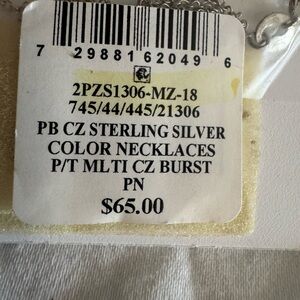 7 29881 62049 6
2PZS1306-MZ-18
745/44/445/21306
PB CZ STERLING SILVER
COLOR NECKLACES
P/T MLTI CZ BURST
PN
$65.00